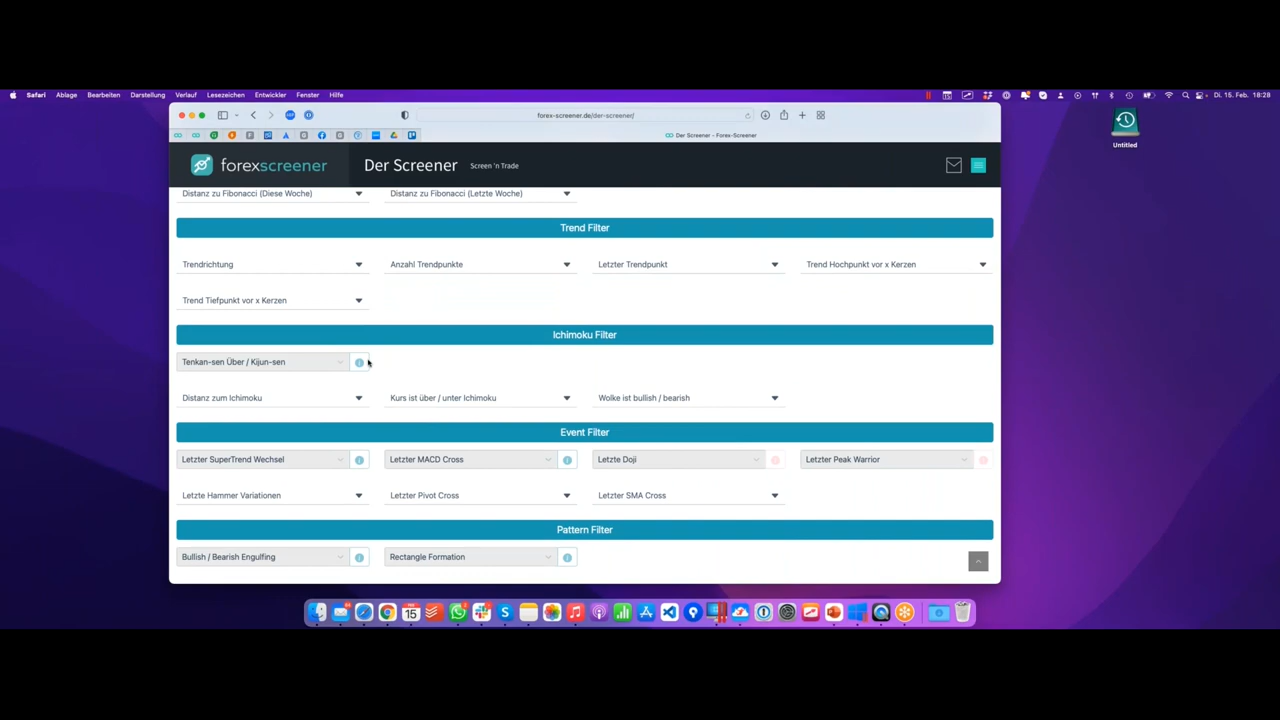 Safari Ablage Bearbeiten Darstellung Verlauf Lesezeichen Entwickler Fenster Hilfe Di. 15. Feb. 18:28
forex-screener.de/der-screener/
Der Screener - Forex-Screener
Untitled
forexscreener Der Screener Screen 'n Trade
Distanz zu Fibonacci (Diese Woche) Distanz zu Fibonacci (Letzte Woche)
Trend Filter
Trendrichtung Anzahl Trendpunkte Letzter Trendpunkt Trend Hochpunkt vor x Kerzen
Trend Tiefpunkt vor x Kerzen
Ichimoku Filter
Tenkan-sen Über / Kijun-sen
Distanz zum Ichimoku Kurs ist über / unter Ichimoku Wolke ist bullish / bearish
Event Filter
Letzter SuperTrend Wechsel Letzter MACD Cross Letzte Doji Letzter Peak Warrior
Letzte Hammer Variationen Letzter Pivot Cross Letzter SMA Cross
Pattern Filter
Bullish / Bearish Engulfing Rectangle Formation
15